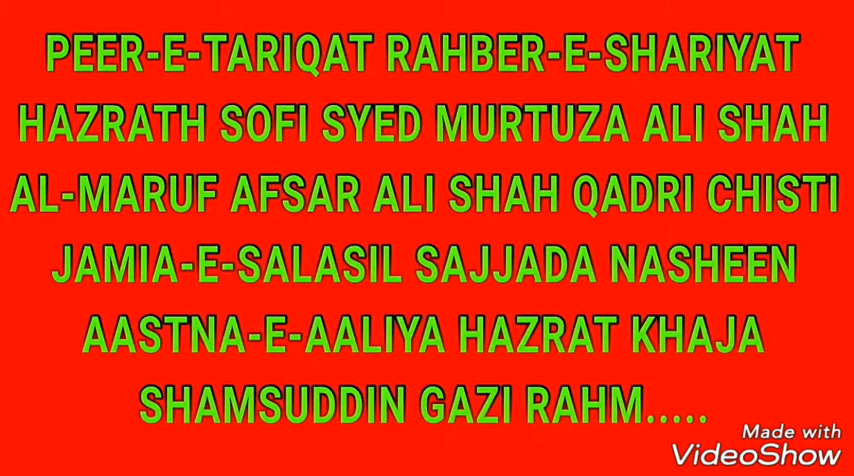 PEER-E-TARIQAT RAHBER-E-SHARIYAT
HAZRATH SOFI SYED MURTUZA ALI SHAH
AL-MARUF AFSAR ALI SHAH QADRI CHISTI
JAMIA-E-SALASIL SAJJADA NASHEEN
AASTNA-E-AALIYA HAZRAT KHAJA
SHAMSUDDIN GAZI RAHM.....
Made with
VideoShow